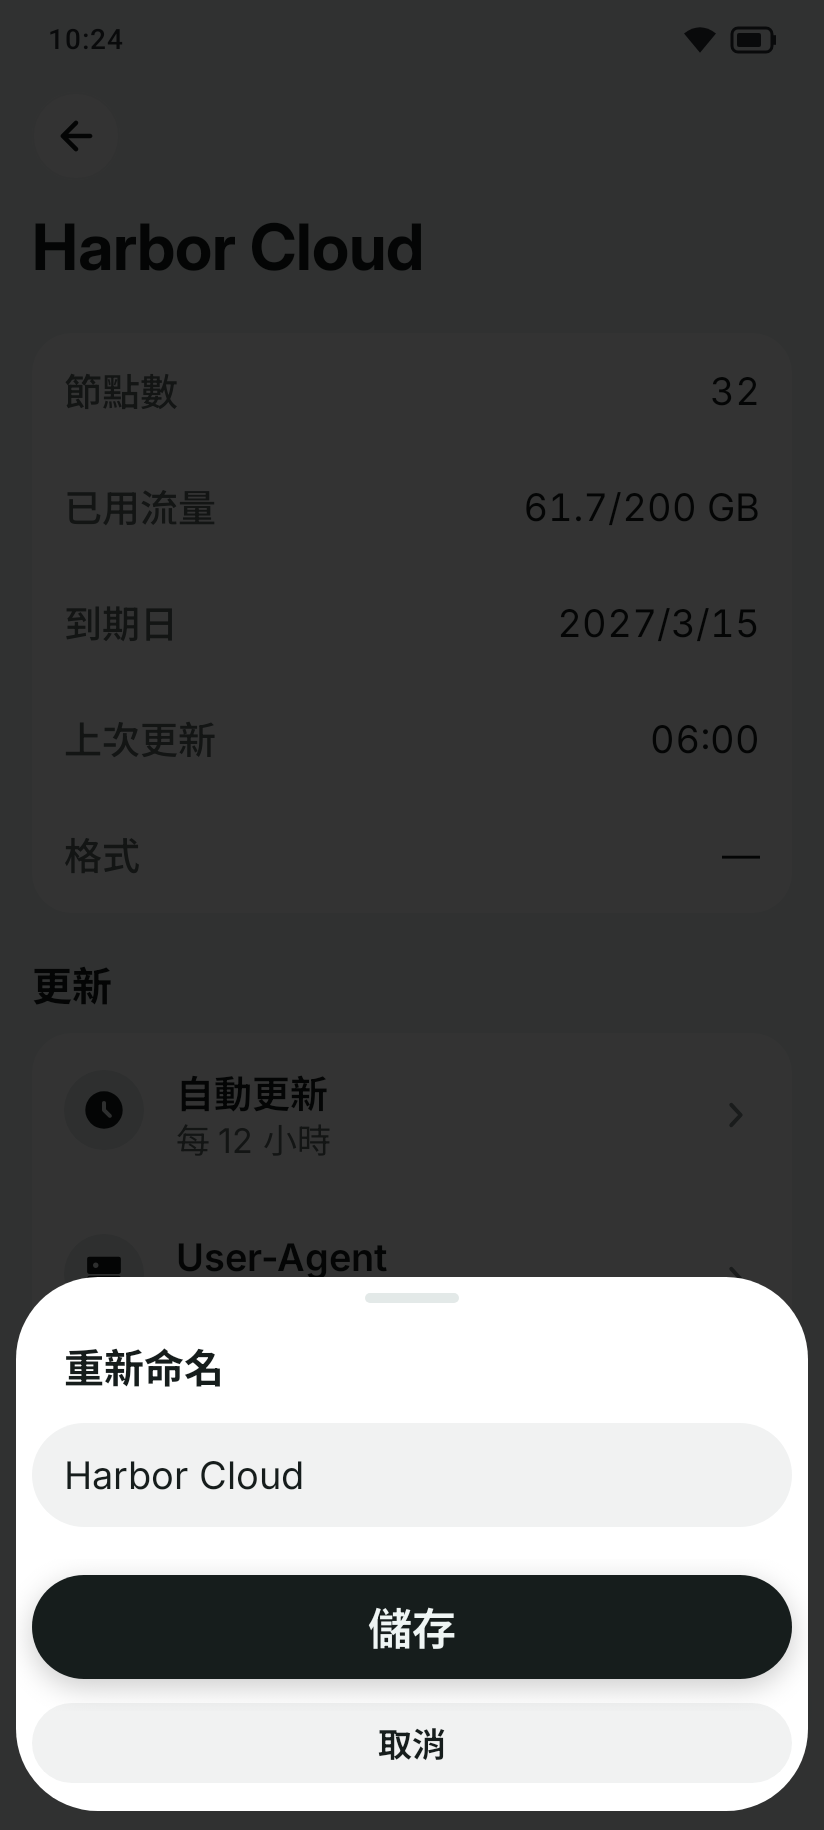 10:24
Harbor Cloud
節點數
32
已用流量
61.7/200 GB
到期日
2027/3/15
上次更新
06:00
格式
—
更新
自動更新
每 12 小時
User-Agent
重新命名
Harbor Cloud
儲存
取消